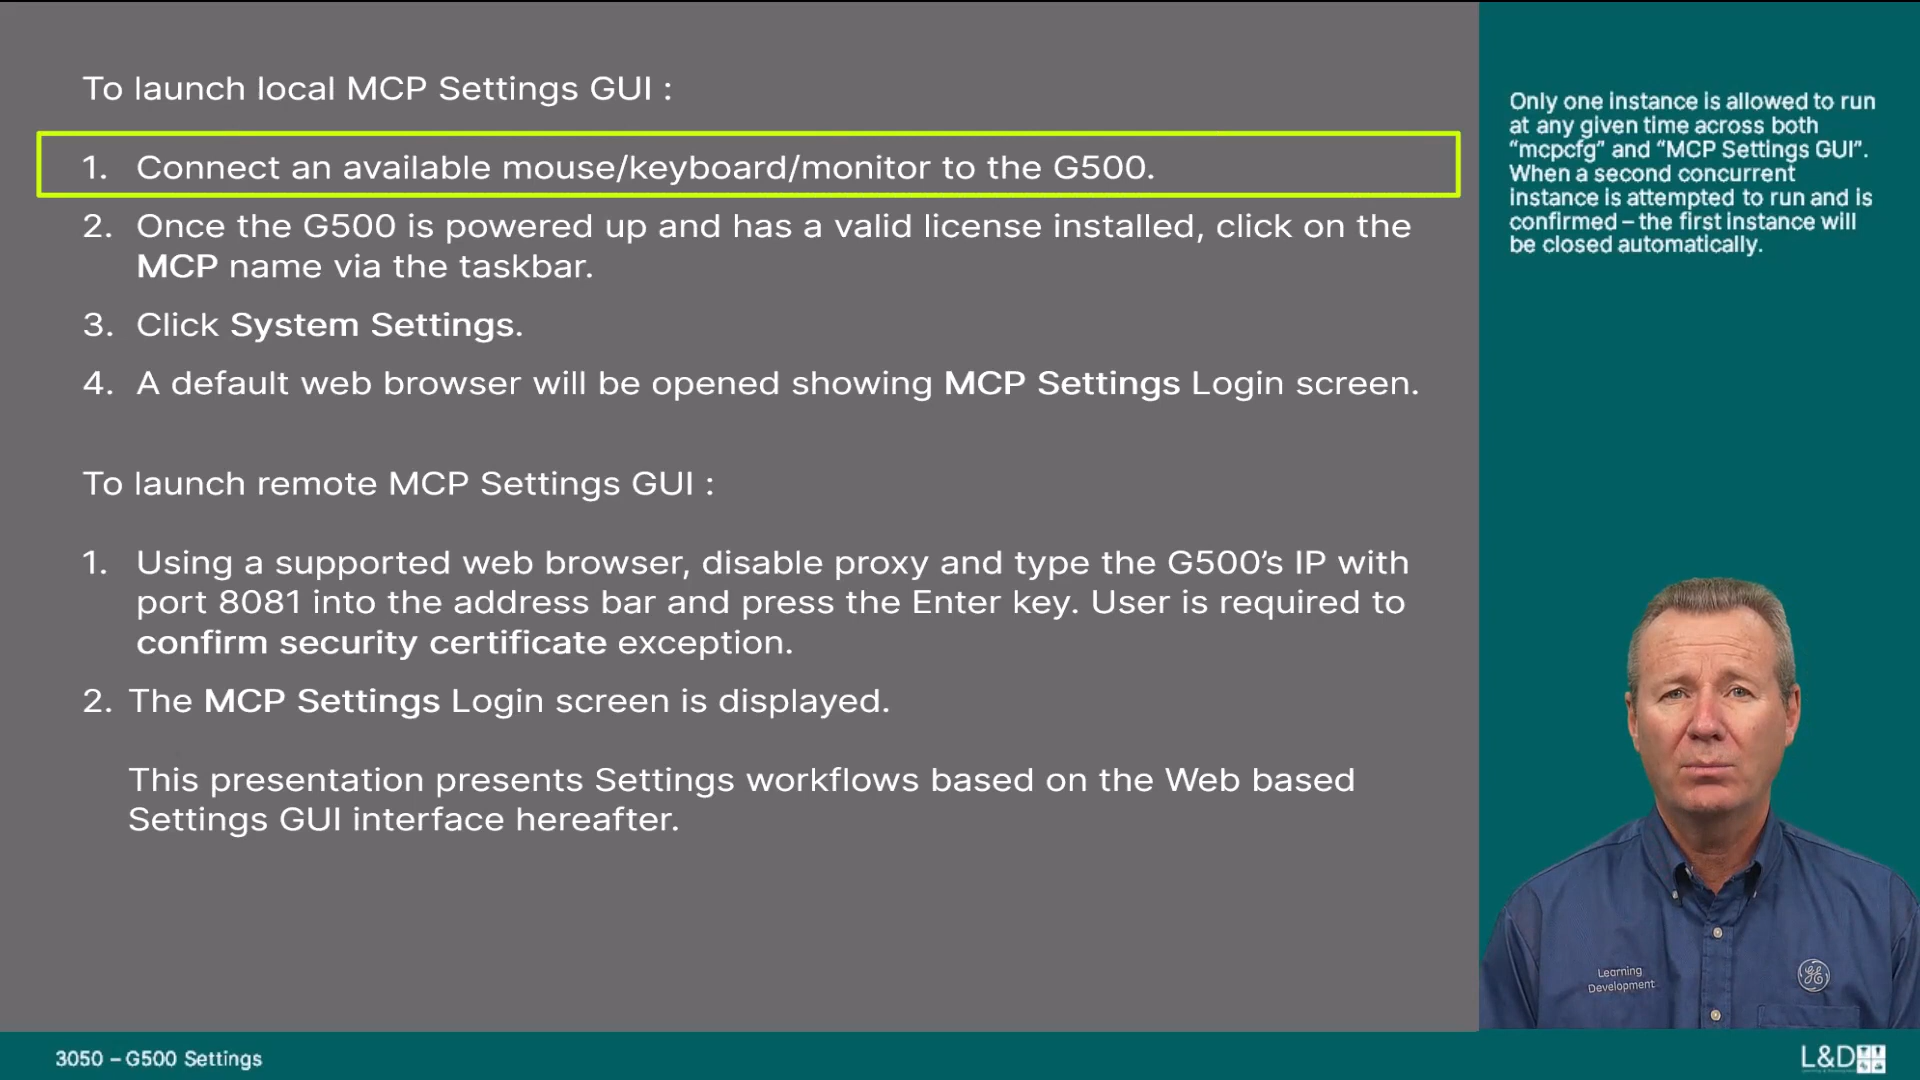 To launch local MCP Settings GUI :
1. Connect an available mouse/keyboard/monitor to the G500.
2. Once the G500 is powered up and has a valid license installed, click on the
MCP name via the taskbar.
3. Click System Settings.
4. A default web browser will be opened showing MCP Settings Login screen.
To launch remote MCP Settings GUI :
1. Using a supported web browser, disable proxy and type the G500’s IP with
port 8081 into the address bar and press the Enter key. User is required to
confirm security certificate exception.
2. The MCP Settings Login screen is displayed.
This presentation presents Settings workflows based on the Web based
Settings GUI interface hereafter.
Only one instance is allowed to run
at any given time across both
“mcpcfg” and “MCP Settings GUI”.
When a second concurrent
instance is attempted to run and is
confirmed – the first instance will
be closed automatically.
Learning
Development
GE
3050 – G500 Settings
L&D